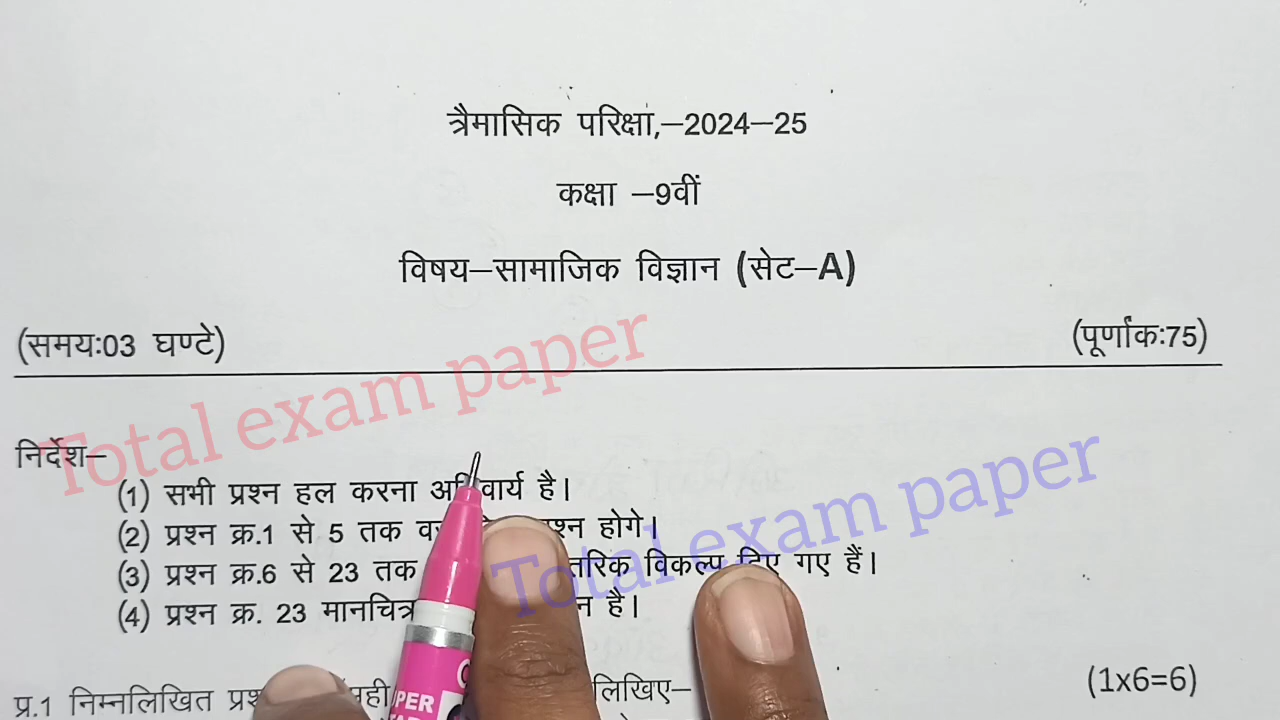 त्रैमासिक परिक्षा,–2024–25
कक्षा –9वीं
विषय–सामाजिक विज्ञान (सेट–A)
(समयः03 घण्टे) (पूर्णांकः75)
Total exam paper
निर्देश–
(1) सभी प्रश्न हल करना अनिवार्य है।
(2) प्रश्न क्र.1 से 5 तक प्रश्न होगे।
Total exam paper
(3) प्रश्न क्र.6 से 23 तक विकल्प दिए गए हैं।
(4) प्रश्न क्र. 23 मानचित्र है।
प्र.1 निम्नलिखित सही लिखिए– (1x6=6)